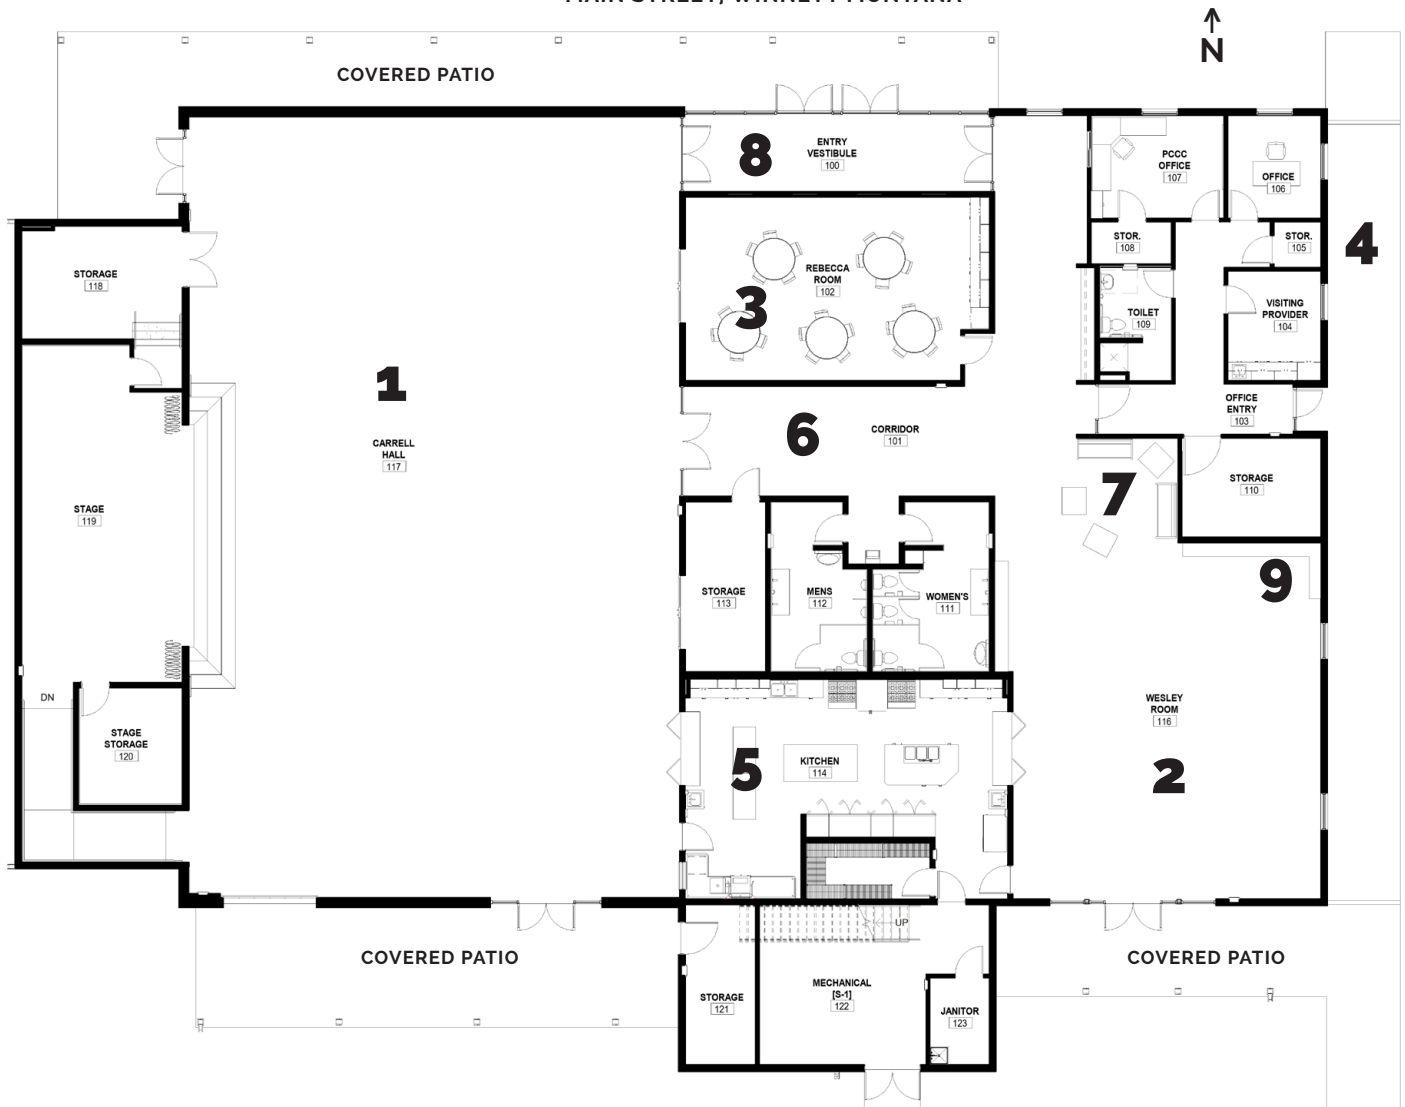 MAIN STREET, WINNETT MONTANA
N
COVERED PATIO
8
ENTRY
VESTIBULE
100
PCCC
OFFICE
107
OFFICE
106
STOR.
108
STOR.
105
4
STORAGE
118
REBECCA
ROOM
102
3
TOILET
109
VISITING
PROVIDER
104
1
CARRELL
HALL
117
6
CORRIDOR
101
OFFICE
ENTRY
103
7
STORAGE
110
STAGE
119
9
STORAGE
113
MENS
112
WOMEN'S
111
DN
STAGE
STORAGE
120
WESLEY
ROOM
116
5
KITCHEN
114
2
UP
COVERED PATIO
COVERED PATIO
STORAGE
121
MECHANICAL
[S-1]
122
JANITOR
123